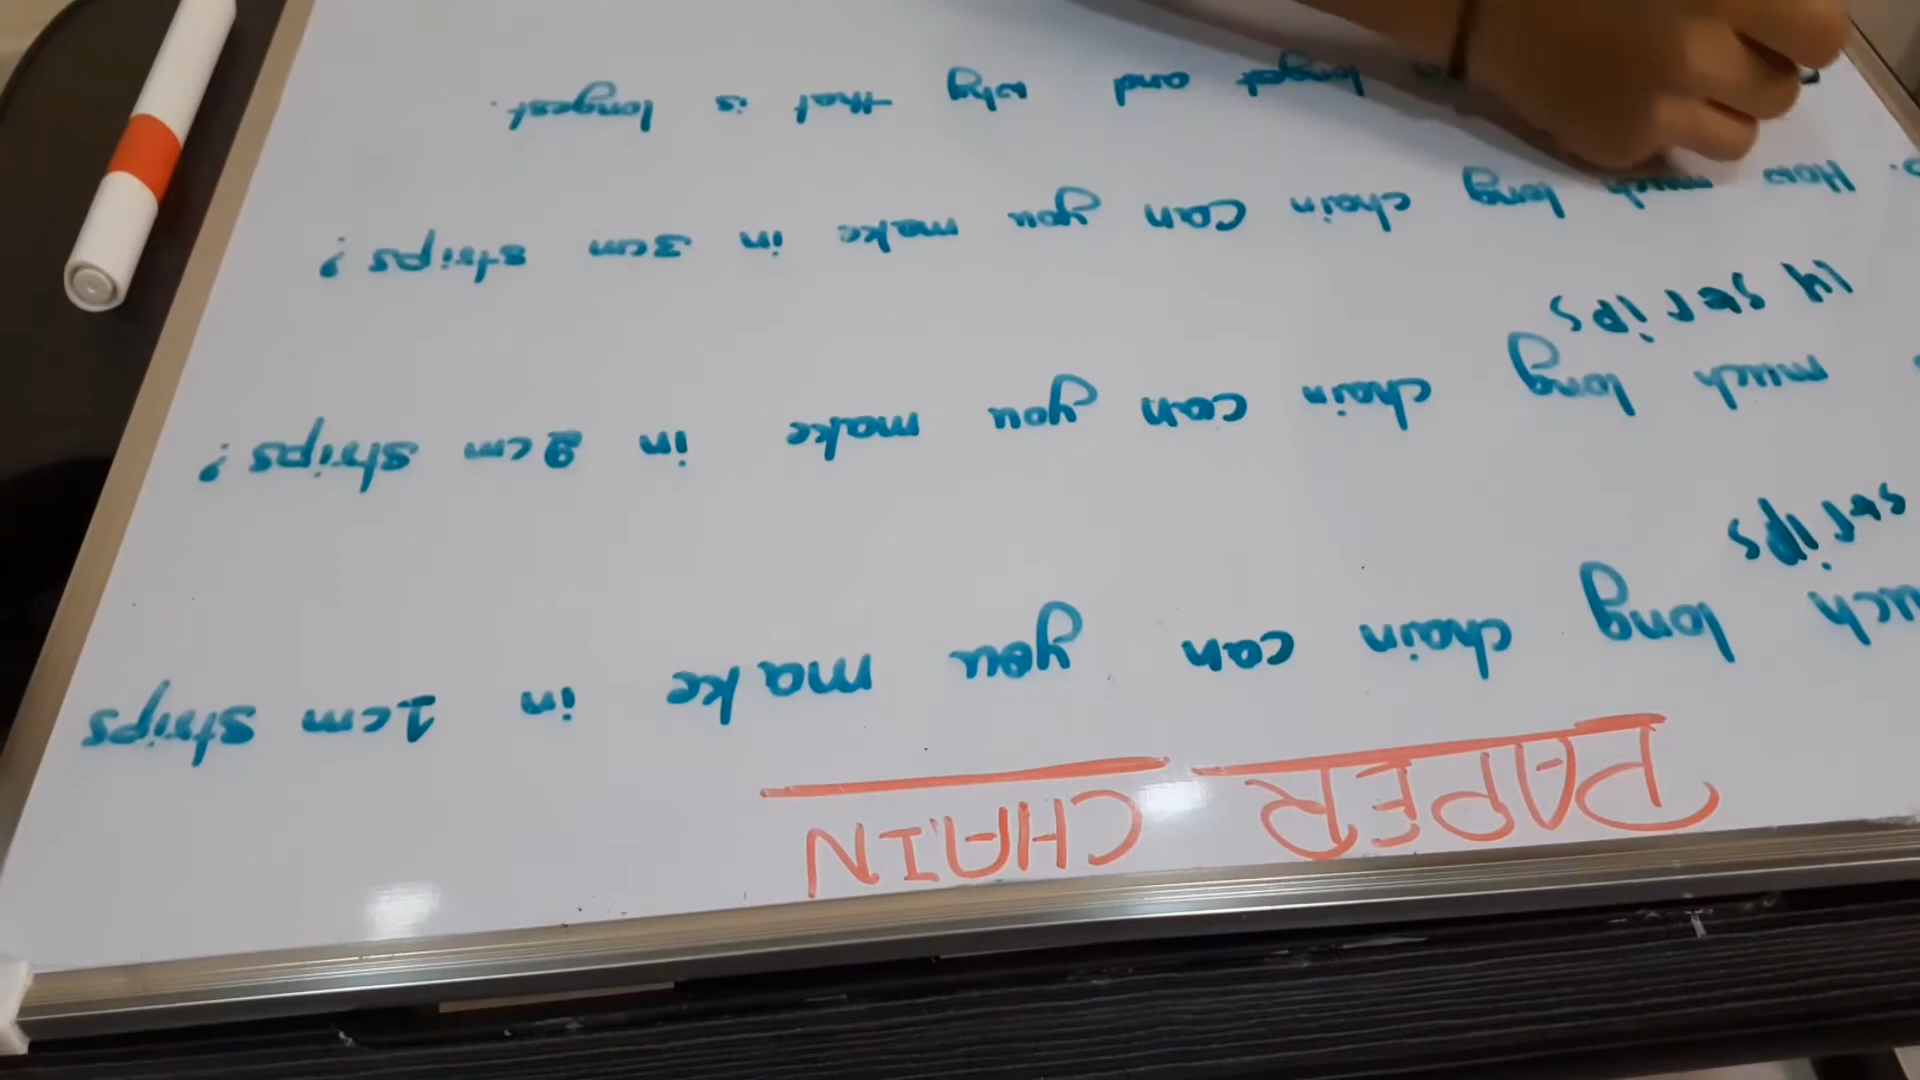 PAPER CHAIN
long chain can you make in 1cm strips
strips
much long chain can you make in 2cm strips?
14 strips
How much long chain can you make in 3cm strips?
longest and why that is longest.